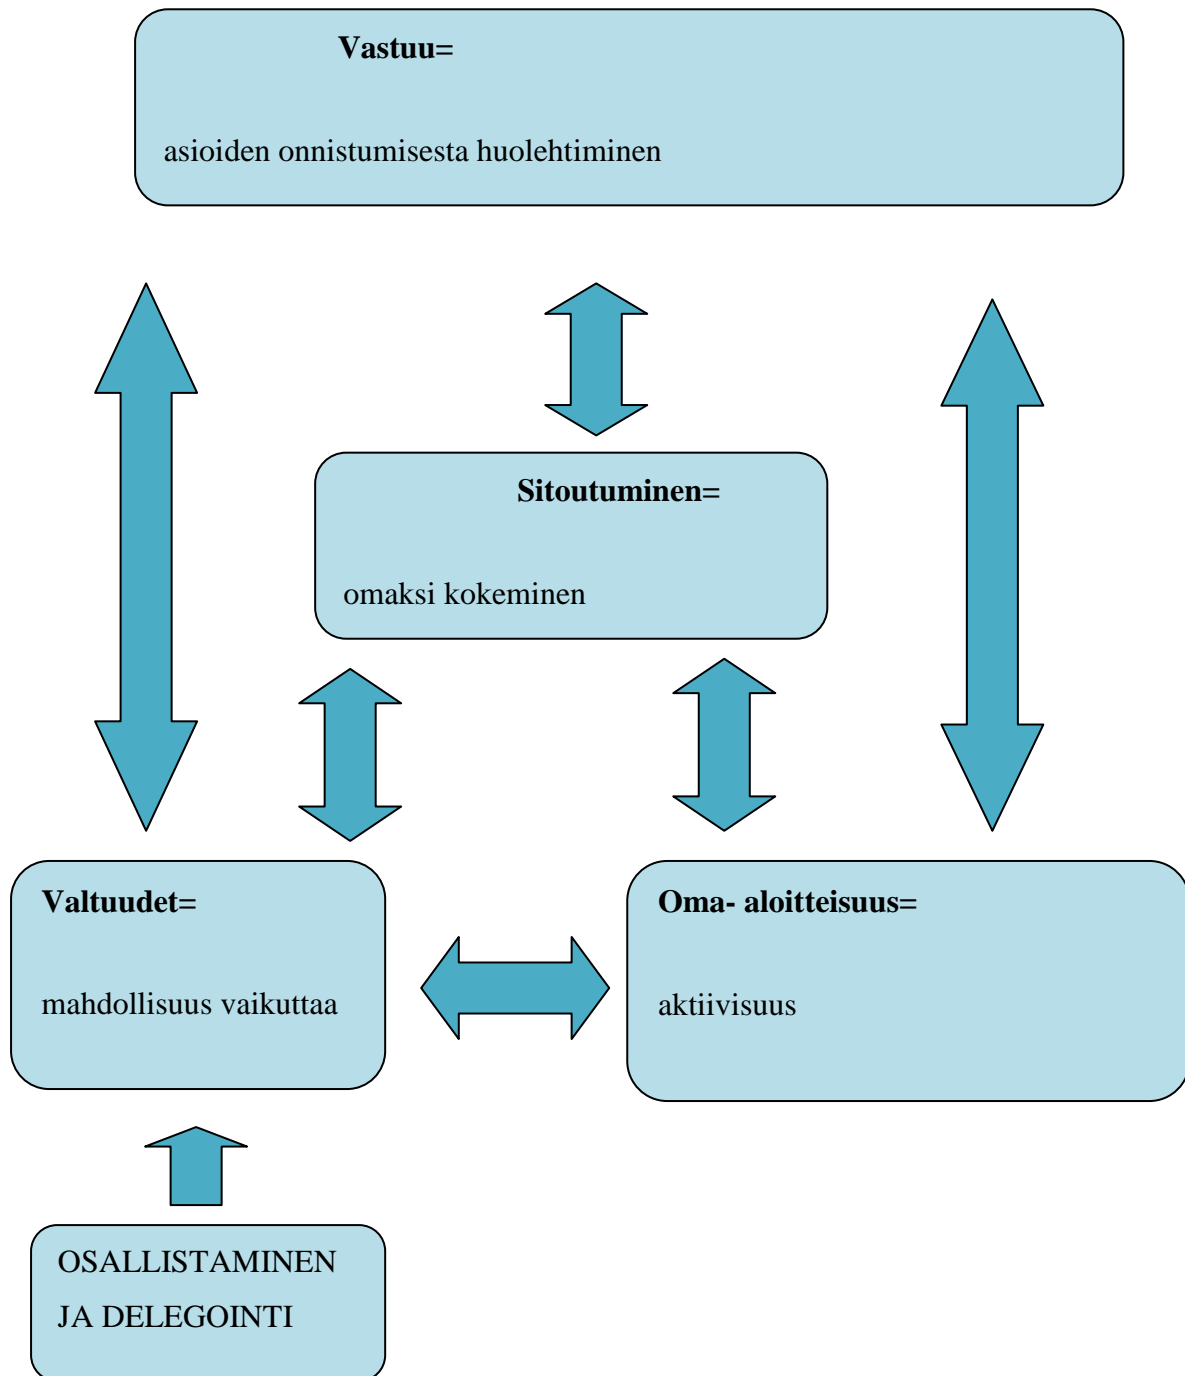 Vastuu=
asioiden onnistumisesta huolehtiminen
Sitoutuminen=
omaksi kokeminen
Valtuudet=
mahdollisuus vaikuttaa
Oma- aloitteisuus=
aktiivisuus
OSALLISTAMINEN
JA DELEGOINTI